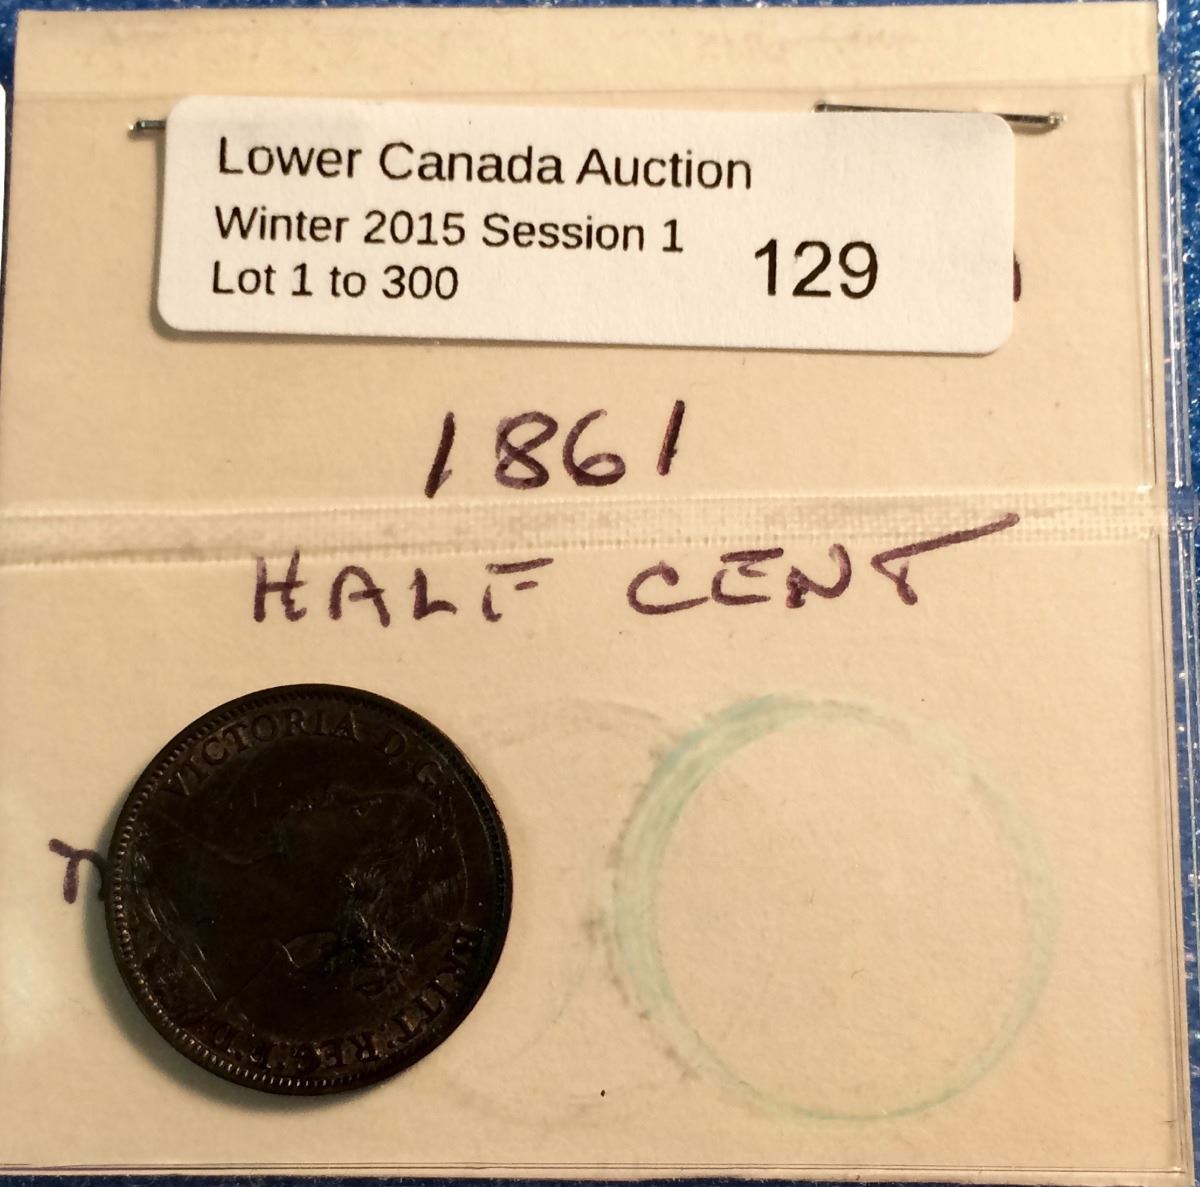 Lower Canada Auction
Winter 2015 Session 1
Lot 1 to 300
129
1861
HALF CENT
VICTORIA D.G. BRITT. REG. F.D.